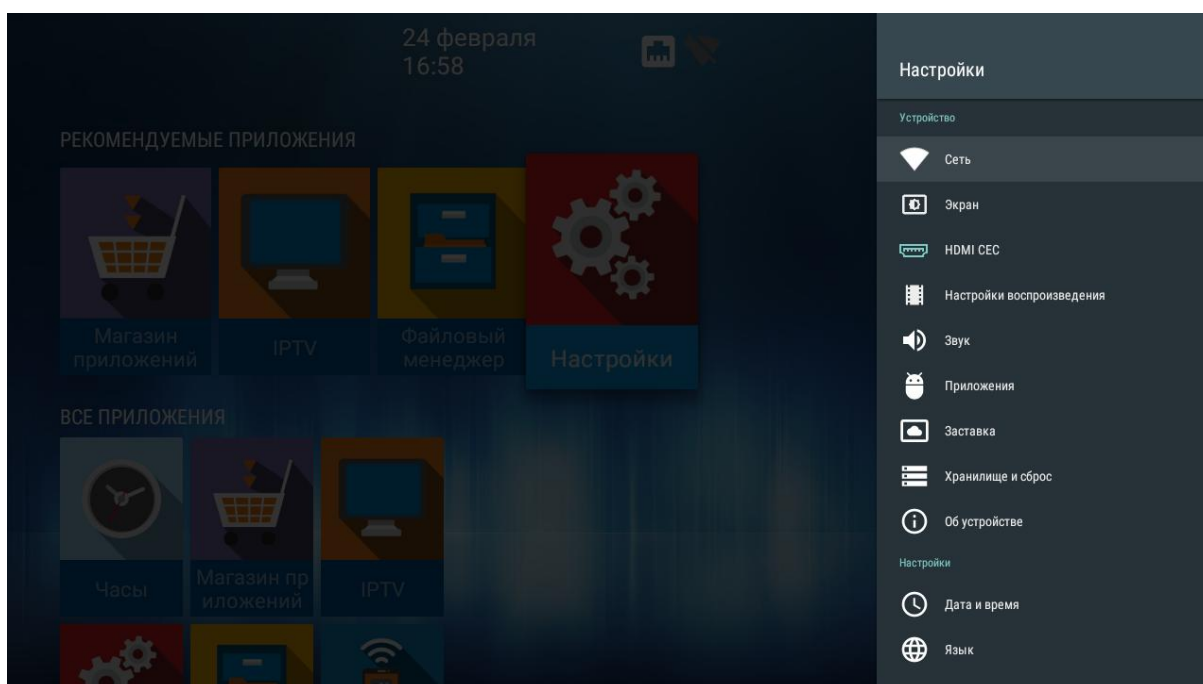 24 февраля
16:58
РЕКОМЕНДУЕМЫЕ ПРИЛОЖЕНИЯ
Магазин
приложений
IPTV
Файловый
менеджер
Настройки
ВСЕ ПРИЛОЖЕНИЯ
Часы
Магазин пр
иложений
IPTV
Настройки
Устройство
Сеть
Экран
HDMI CEC
Настройки воспроизведения
Звук
Приложения
Заставка
Хранилище и сброс
Об устройстве
Настройки
Дата и время
Язык